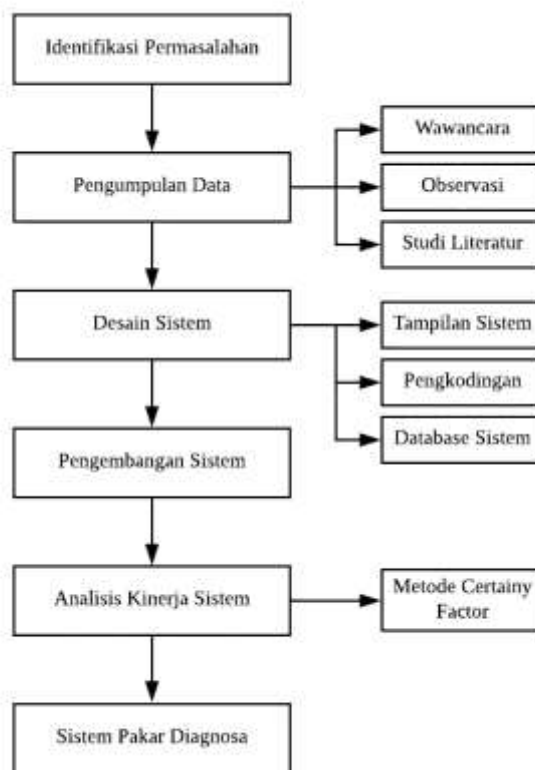 Identifikasi Permasalahan
Pengumpulan Data
Wawancara
Observasi
Studi Literatur
Desain Sistem
Tampilan Sistem
Pengkodingan
Database Sistem
Pengembangan Sistem
Analisis Kinerja Sistem
Metode Certainy
Factor
Sistem Pakar Diagnosa